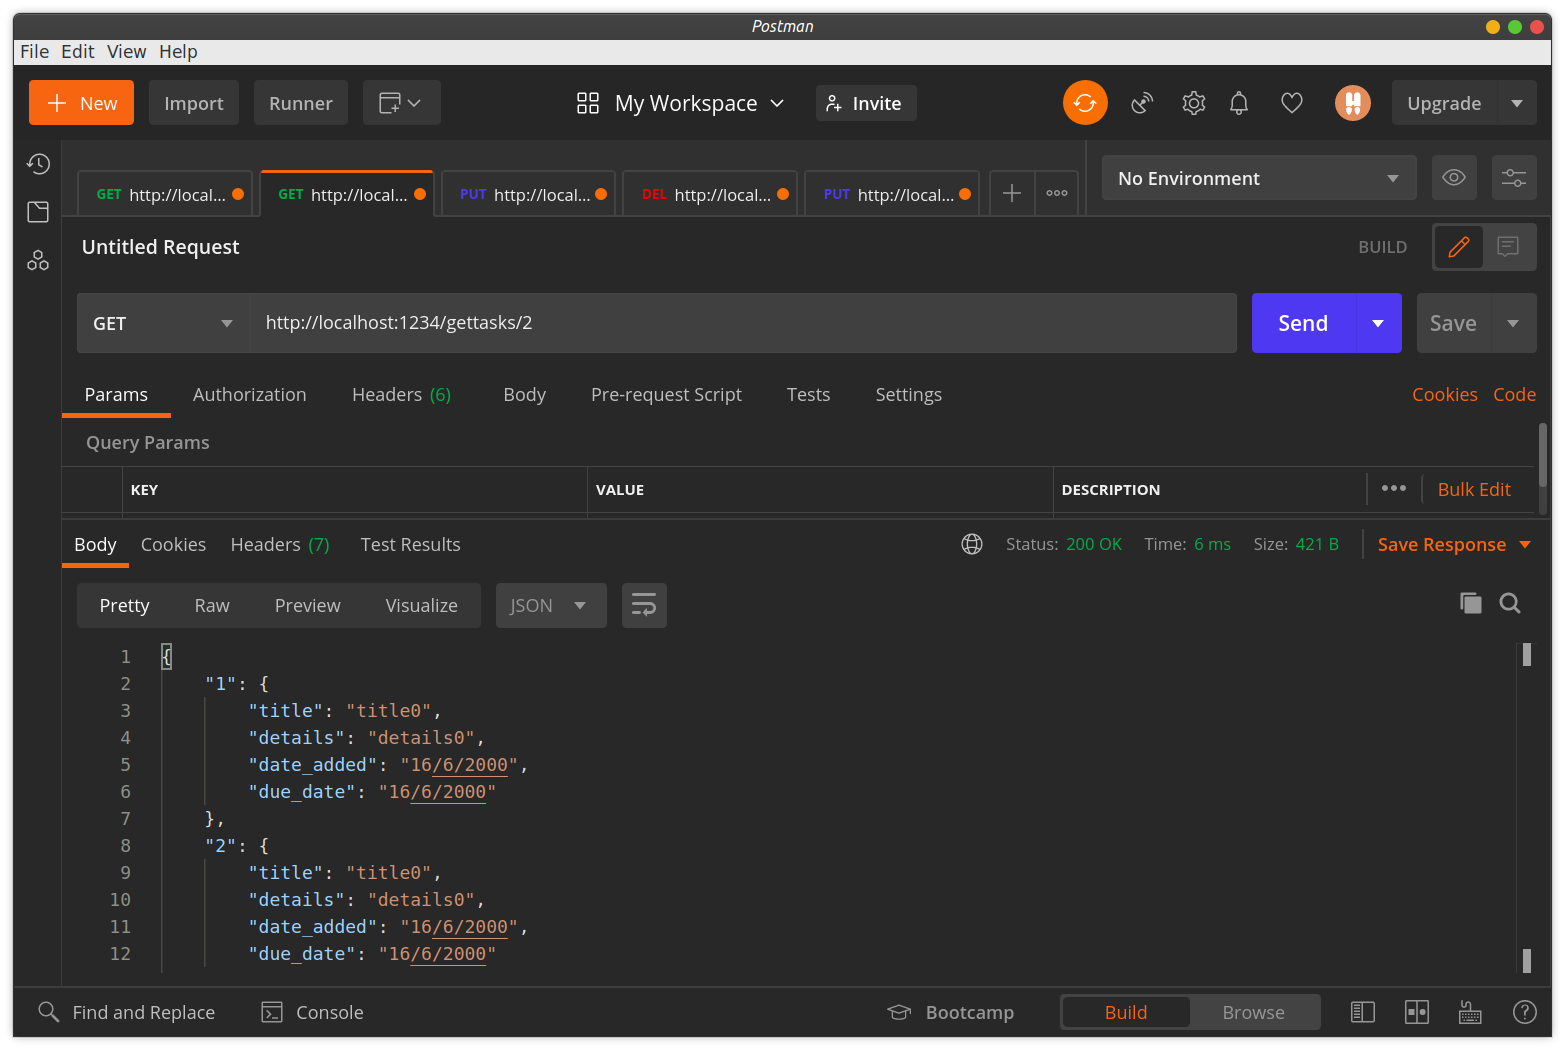 Postman
File Edit View Help
New Import Runner My Workspace Invite Upgrade
GET http://local... GET http://local... PUT http://local... DEL http://local... PUT http://local... No Environment
Untitled Request BUILD
GET http://localhost:1234/gettasks/2 Send Save
Params Authorization Headers (6) Body Pre-request Script Tests Settings Cookies Code
Query Params
KEY VALUE DESCRIPTION Bulk Edit
Body Cookies Headers (7) Test Results Status: 200 OK Time: 6 ms Size: 421 B Save Response
Pretty Raw Preview Visualize JSON
1 {
2 "1": {
3 "title": "title0",
4 "details": "details0",
5 "date_added": "16/6/2000",
6 "due_date": "16/6/2000"
7 },
8 "2": {
9 "title": "title0",
10 "details": "details0",
11 "date_added": "16/6/2000",
12 "due_date": "16/6/2000"
Find and Replace Console Bootcamp Build Browse